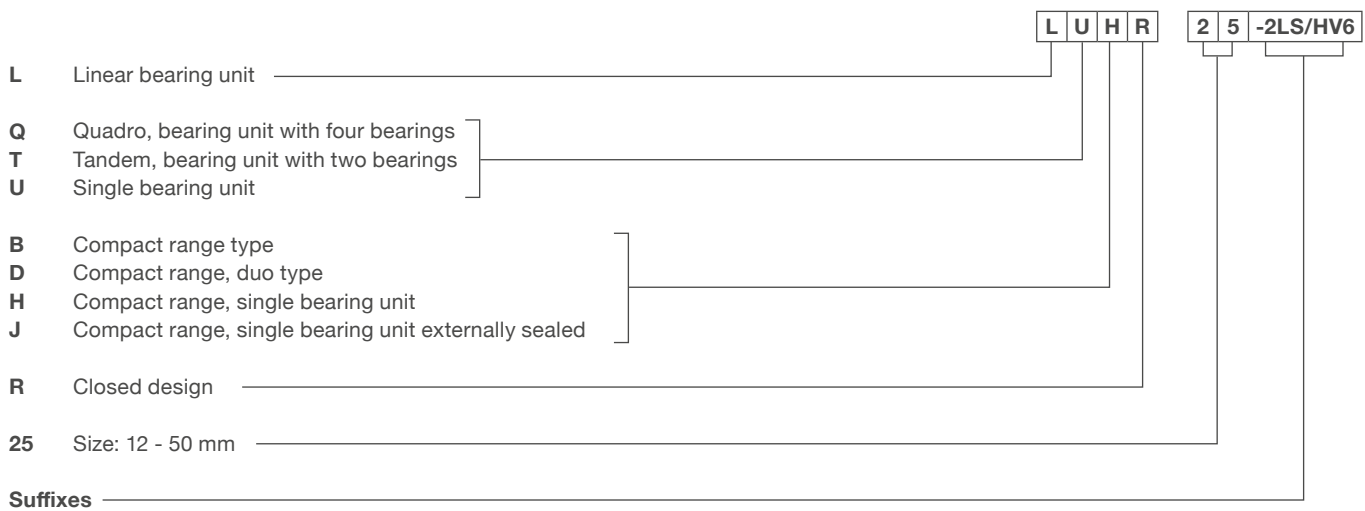 L U H R 2 5 -2LS/HV6
L Linear bearing unit
Q Quadro, bearing unit with four bearings
T Tandem, bearing unit with two bearings
U Single bearing unit
B Compact range type
D Compact range, duo type
H Compact range, single bearing unit
J Compact range, single bearing unit externally sealed
R Closed design
25 Size: 12 - 50 mm
Suffixes